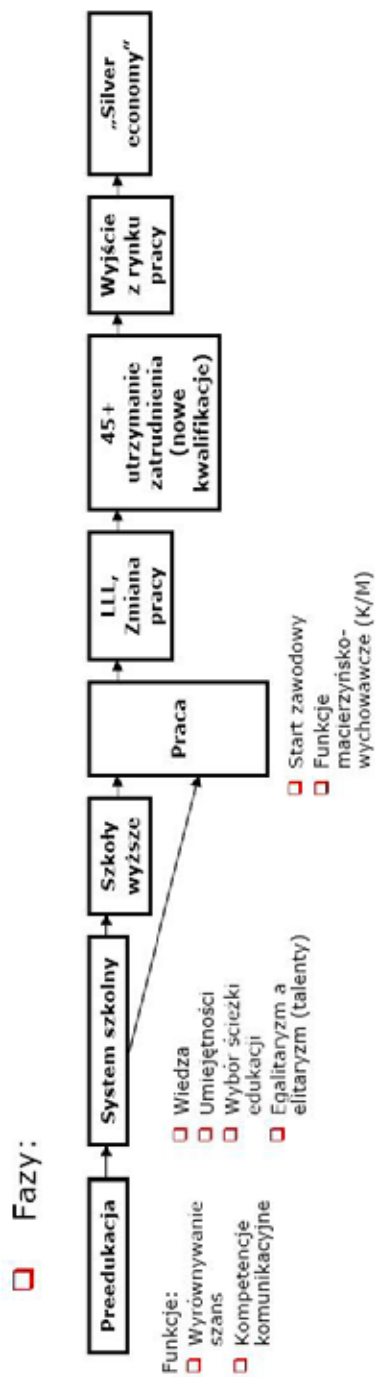 Fazy:
Preedukacja
System szkolny
Szkoły
wyższe
Praca
LLL,
Zmiana
pracy
45+
utrzymanie
zatrudnienia
(nowe
kwalifikacje)
Wyjście
z rynku
pracy
„Silver
economy”
Funkcje:
Wyrównywanie
szans
Kompetencje
komunikacyjne
Wiedza
Umiejętności
Wybór ścieżki
edukacji
Egalitaryzm a
elitaryzm (talenty)
Start zawodowy
Funkcje
macierzyńsko-
wychowawcze (K/M)